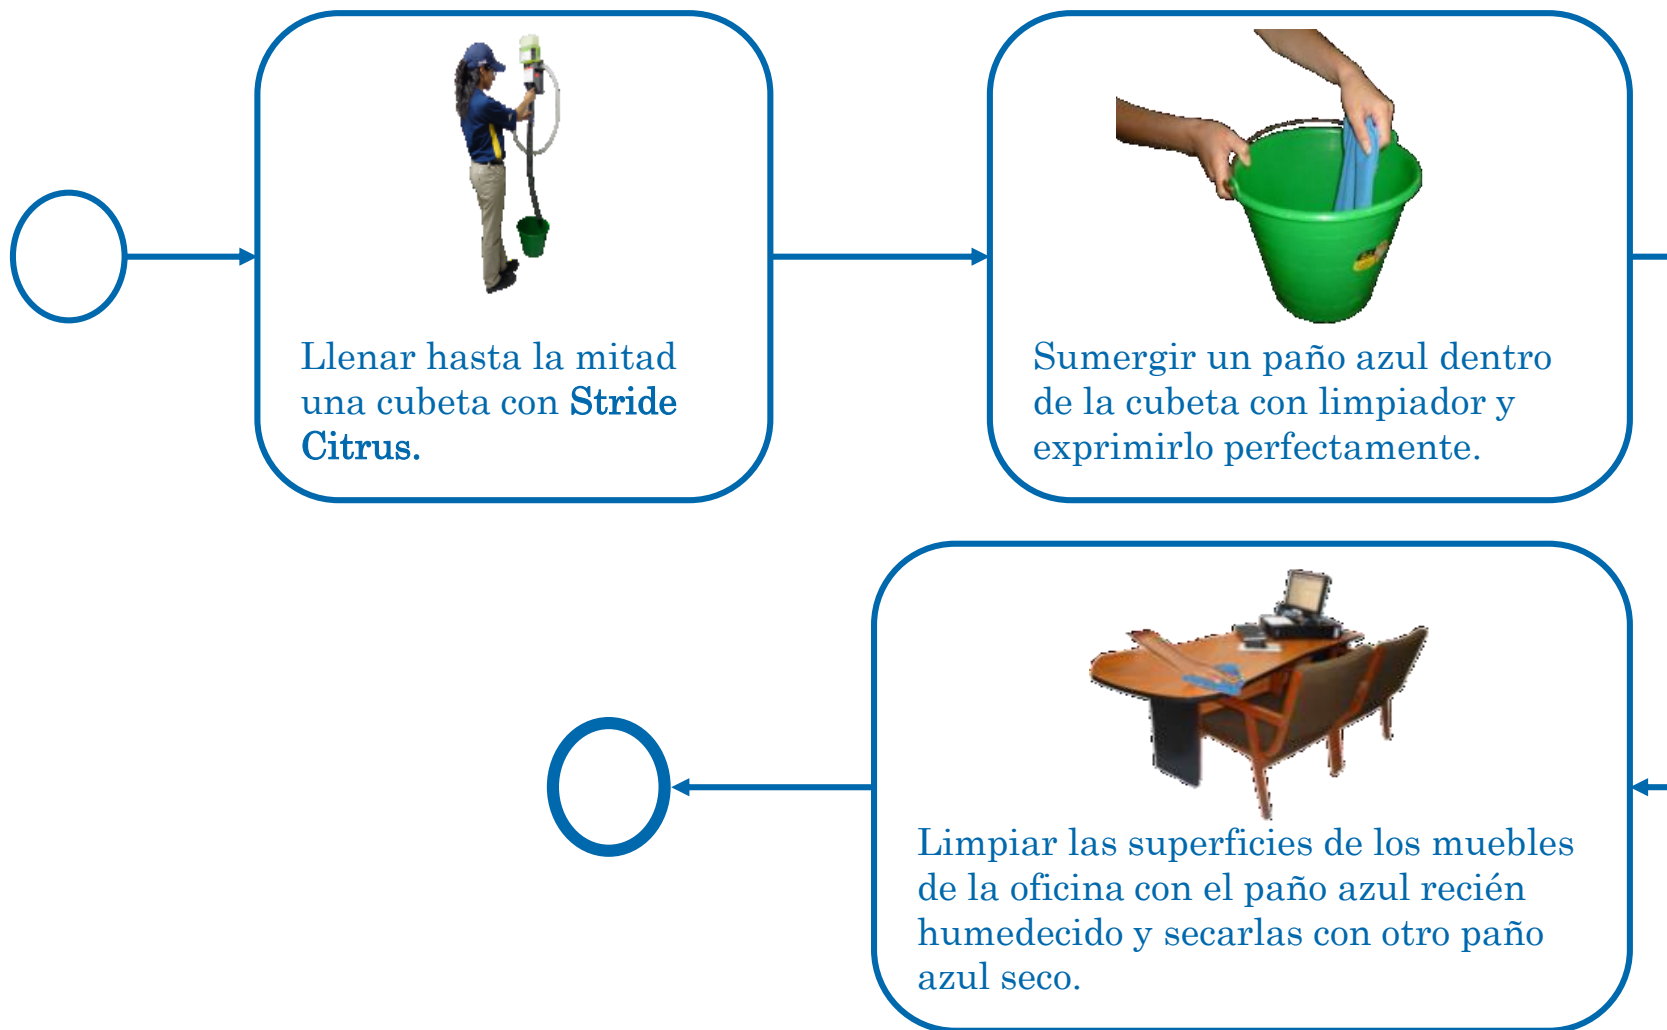 Llenar hasta la mitad
una cubeta con Stride
Citrus.
Sumergir un paño azul dentro
de la cubeta con limpiador y
exprimirlo perfectamente.
Limpiar las superficies de los muebles
de la oficina con el paño azul recién
humedecido y secarlas con otro paño
azul seco.